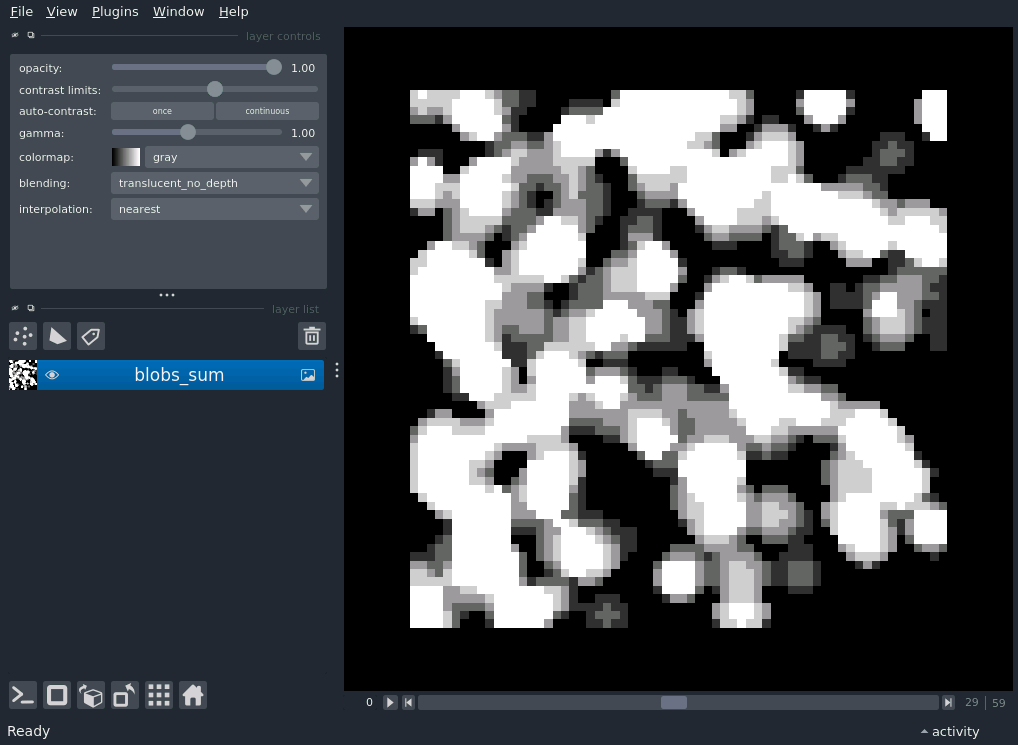 File View Plugins Window Help
layer controls
opacity: 1.00
contrast limits:
auto-contrast: once continuous
gamma: 1.00
colormap: gray
blending: translucent_no_depth
interpolation: nearest
layer list
blobs_sum
0 29 59
Ready activity